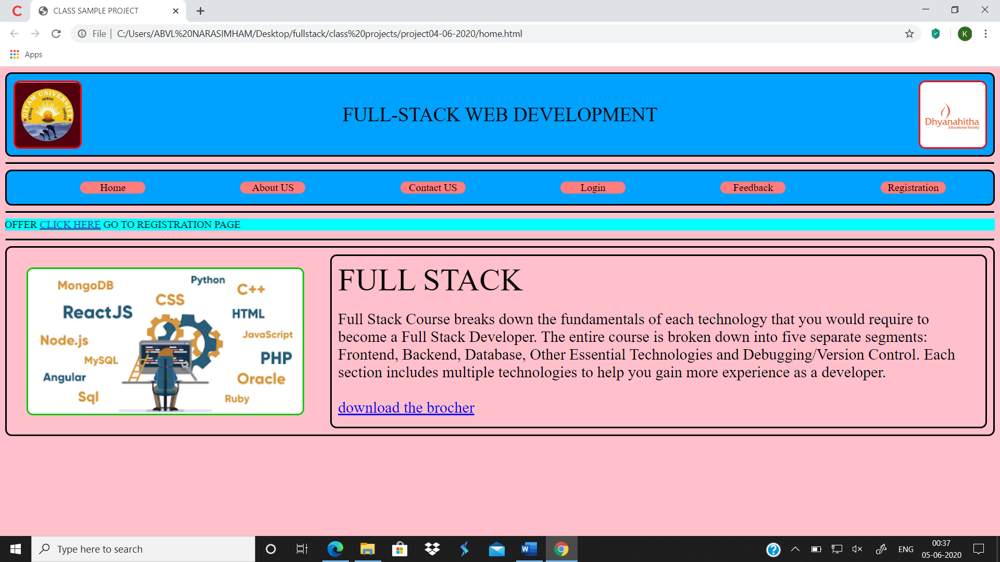 CLASS SAMPLE PROJECT
File | C:/Users/ABVL%20NARASIMHAM/Desktop/fullstack/class%20projects/project04-06-2020/home.html
K
Apps
GITAM UNIVERSITY
SERVE
STRIVE
THRIVE
FULL-STACK WEB DEVELOPMENT
Dhyanahitha
Educational Society
Home
About US
Contact US
Login
Feedback
Registration
OFFER CLICK HERE GO TO REGISTRATION PAGE
MongoDB
Python
C++
CSS
ReactJS
HTML
Node.js
JavaScript
MySQL
PHP
Angular
Oracle
Sql
Ruby
FULL STACK
Full Stack Course breaks down the fundamentals of each technology that you would require to
become a Full Stack Developer. The entire course is broken down into five separate segments:
Frontend, Backend, Database, Other Essential Technologies and Debugging/Version Control. Each
section includes multiple technologies to help you gain more experience as a developer.
download the brocher
Type here to search
ENG
00:37
05-06-2020